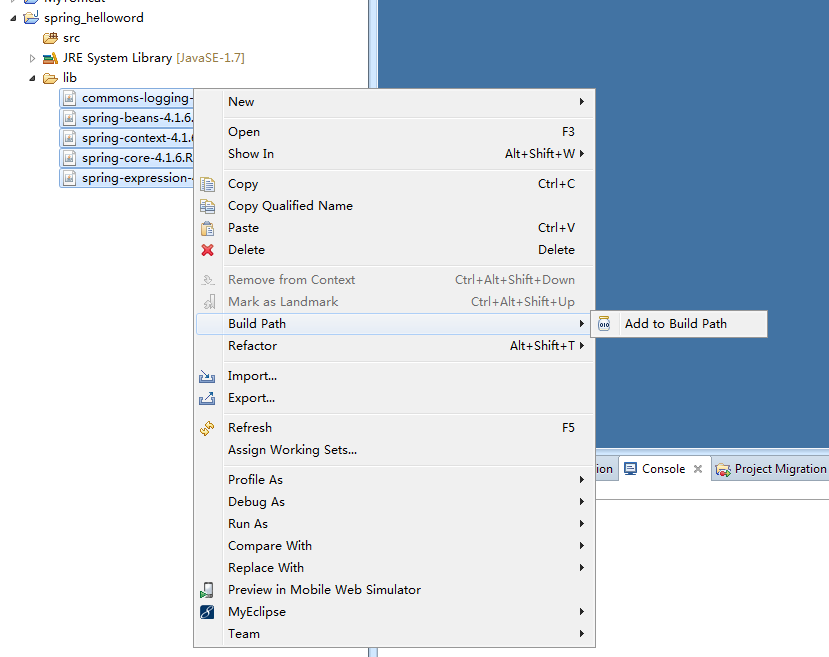 MyTomcat
spring_helloword
src
JRE System Library [JavaSE-1.7]
lib
commons-logging-
spring-beans-4.1.6.
spring-context-4.1.6
spring-core-4.1.6.R
spring-expression-
New
Open F3
Show In Alt+Shift+W
Copy Ctrl+C
Copy Qualified Name
Paste Ctrl+V
Delete Delete
Remove from Context Ctrl+Alt+Shift+Down
Mark as Landmark Ctrl+Alt+Shift+Up
Build Path
Add to Build Path
Refactor Alt+Shift+T
Import...
Export...
Refresh F5
Assign Working Sets...
Profile As
Debug As
Run As
Compare With
Replace With
Preview in Mobile Web Simulator
MyEclipse
Team
ion
Console
Project Migration